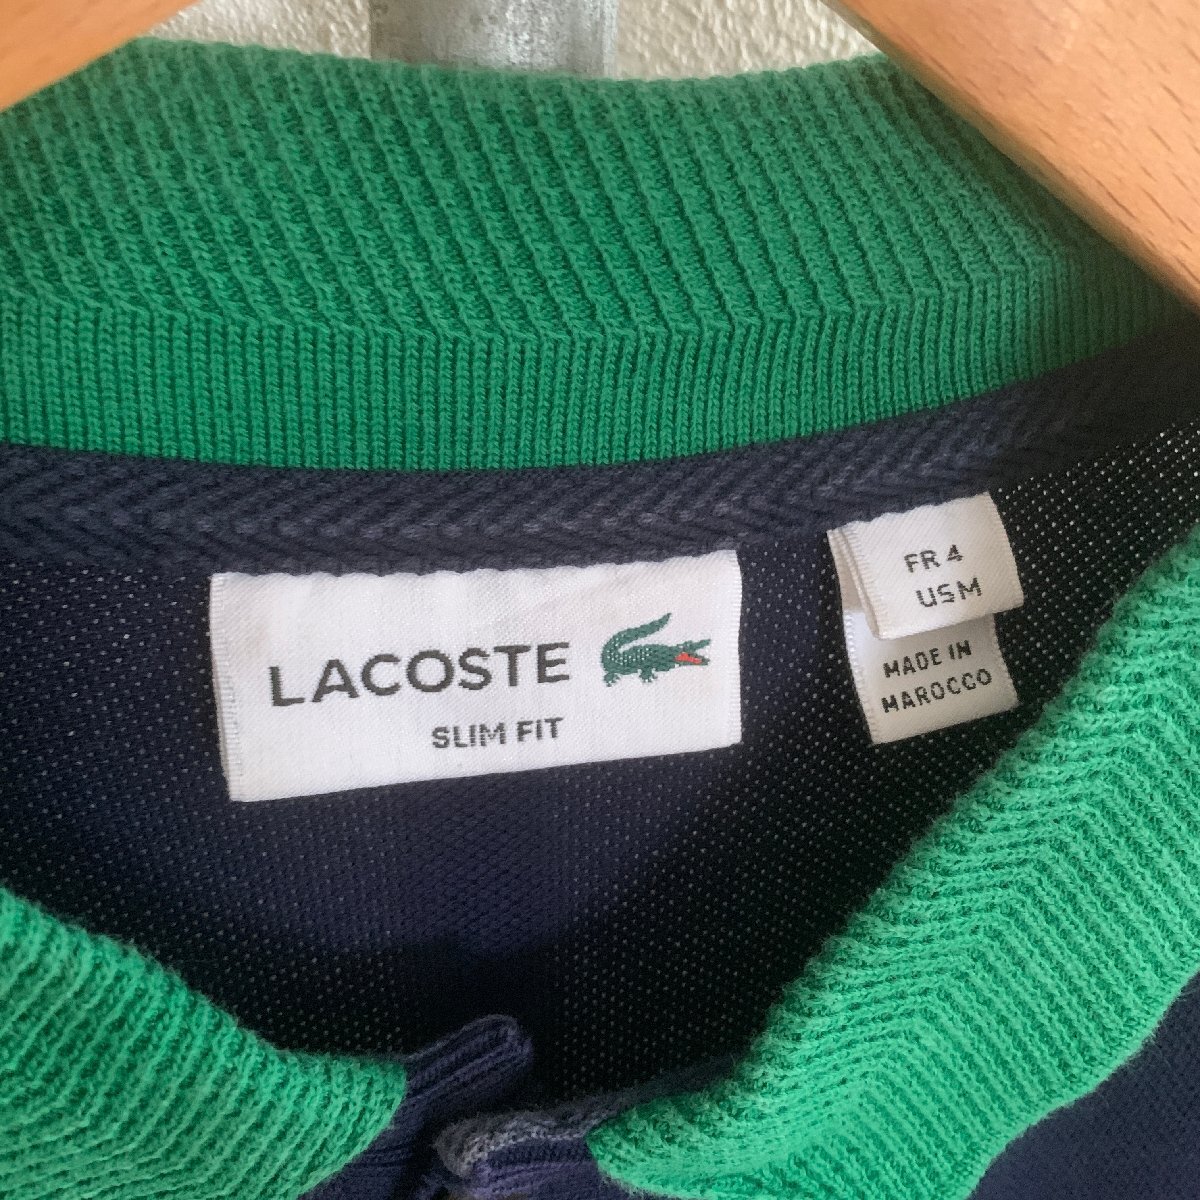 LACOSTE
SLIM FIT
FR 4
US M
MADE IN
MAROCCO